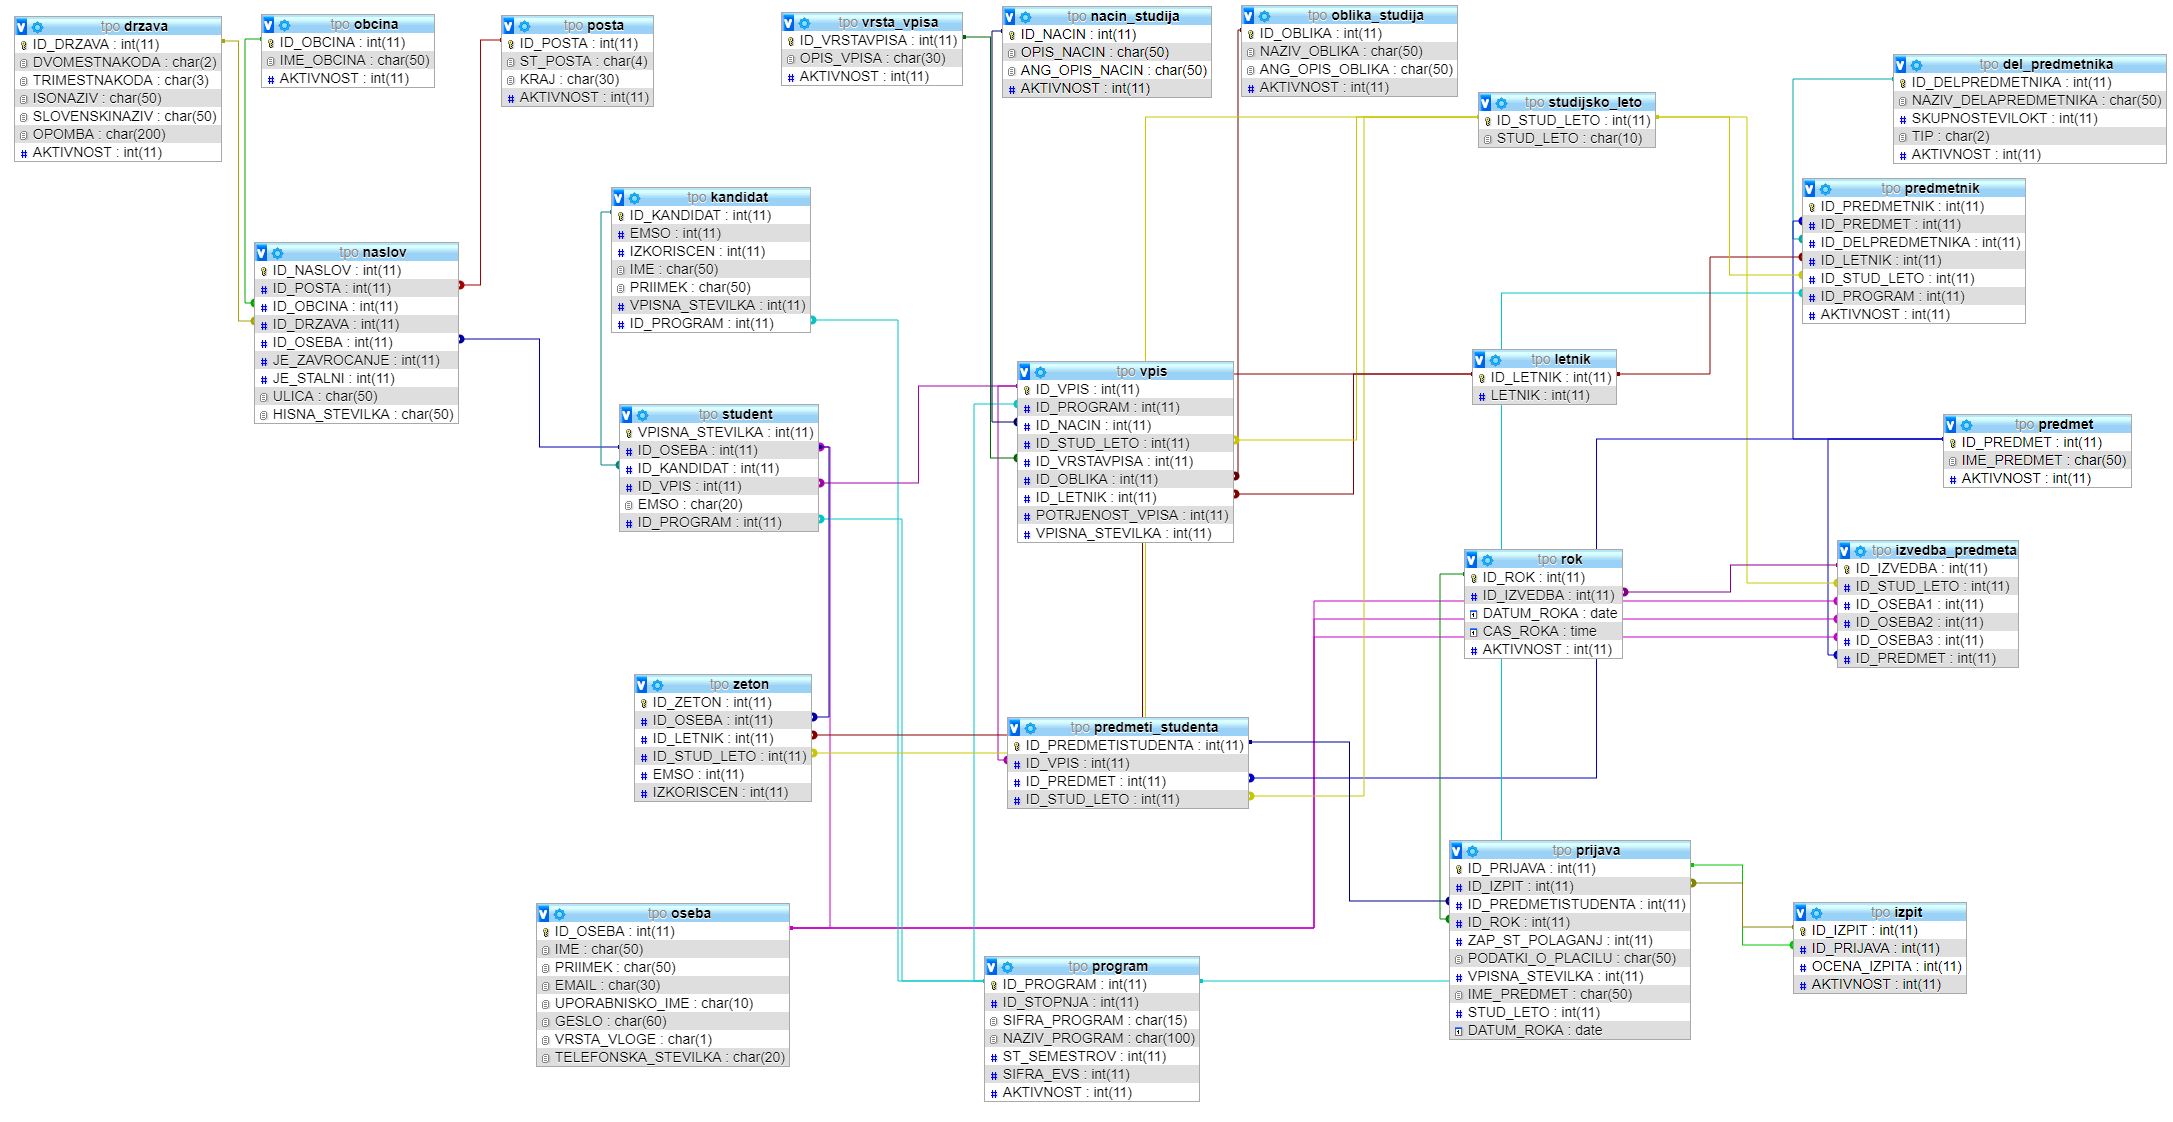 tpo drzava
ID_DRZAVA : int(11)
DVOMESTNAKODA : char(2)
TRIMESTNAKODA : char(3)
ISONAZIV : char(50)
SLOVENSKINAZIV : char(50)
OPOMBA : char(200)
AKTIVNOST : int(11)
tpo obcina
ID_OBCINA : int(11)
IME_OBCINA : char(50)
AKTIVNOST : int(11)
tpo posta
ID_POSTA : int(11)
ST_POSTA : char(4)
KRAJ : char(30)
AKTIVNOST : int(11)
tpo vrsta_vpisa
ID_VRSTAVPISA : int(11)
OPIS_VPISA : char(30)
AKTIVNOST : int(11)
tpo nacin_studija
ID_NACIN : int(11)
OPIS_NACIN : char(50)
ANG_OPIS_NACIN : char(50)
AKTIVNOST : int(11)
tpo oblika_studija
ID_OBLIKA : int(11)
NAZIV_OBLIKA : char(50)
ANG_OPIS_OBLIKA : char(50)
AKTIVNOST : int(11)
tpo studijsko_leto
ID_STUD_LETO : int(11)
STUD_LETO : char(10)
tpo del_predmetnika
ID_DELPREDMETNIKA : int(11)
NAZIV_DELAPREDMETNIKA : char(50)
SKUPNOSTEVILOKT : int(11)
TIP : char(2)
AKTIVNOST : int(11)
tpo kandidat
ID_KANDIDAT : int(11)
EMSO : int(11)
IZKORISCEN : int(11)
IME : char(50)
PRIIMEK : char(50)
VPISNA_STEVILKA : int(11)
ID_PROGRAM : int(11)
tpo predmetnik
ID_PREDMETNIK : int(11)
ID_PREDMET : int(11)
ID_DELPREDMETNIKA : int(11)
ID_LETNIK : int(11)
ID_STUD_LETO : int(11)
ID_PROGRAM : int(11)
AKTIVNOST : int(11)
tpo naslov
ID_NASLOV : int(11)
ID_POSTA : int(11)
ID_OBCINA : int(11)
ID_DRZAVA : int(11)
ID_OSEBA : int(11)
JE_ZAVROCANJE : int(11)
JE_STALNI : int(11)
ULICA : char(50)
HISNA_STEVILKA : char(50)
tpo student
VPISNA_STEVILKA : int(11)
ID_OSEBA : int(11)
ID_KANDIDAT : int(11)
ID_VPIS : int(11)
EMSO : char(20)
ID_PROGRAM : int(11)
tpo vpis
ID_VPIS : int(11)
ID_PROGRAM : int(11)
ID_NACIN : int(11)
ID_STUD_LETO : int(11)
ID_VRSTAVPISA : int(11)
ID_OBLIKA : int(11)
ID_LETNIK : int(11)
POTRJENOST_VPISA : int(11)
VPISNA_STEVILKA : int(11)
tpo letnik
ID_LETNIK : int(11)
LETNIK : int(11)
tpo predmet
ID_PREDMET : int(11)
IME_PREDMET : char(50)
AKTIVNOST : int(11)
tpo rok
ID_ROK : int(11)
ID_IZVEDBA : int(11)
DATUM_ROKA : date
CAS_ROKA : time
AKTIVNOST : int(11)
tpo izvedba_predmeta
ID_IZVEDBA : int(11)
ID_STUD_LETO : int(11)
ID_OSEBA1 : int(11)
ID_OSEBA2 : int(11)
ID_OSEBA3 : int(11)
ID_PREDMET : int(11)
tpo zeton
ID_ZETON : int(11)
ID_OSEBA : int(11)
ID_LETNIK : int(11)
ID_STUD_LETO : int(11)
EMSO : int(11)
IZKORISCEN : int(11)
tpo predmeti_studenta
ID_PREDMETISTUDENTA : int(11)
ID_VPIS : int(11)
ID_PREDMET : int(11)
ID_STUD_LETO : int(11)
tpo prijava
ID_PRIJAVA : int(11)
ID_IZPIT : int(11)
ID_PREDMETISTUDENTA : int(11)
ID_ROK : int(11)
ZAP_ST_POLAGANJ : int(11)
PODATKI_O_PLACILU : char(50)
VPISNA_STEVILKA : int(11)
IME_PREDMET : char(50)
STUD_LETO : int(11)
DATUM_ROKA : date
tpo izpit
ID_IZPIT : int(11)
ID_PRIJAVA : int(11)
OCENA_IZPITA : int(11)
AKTIVNOST : int(11)
tpo oseba
ID_OSEBA : int(11)
IME : char(50)
PRIIMEK : char(50)
EMAIL : char(30)
UPORABNISKO_IME : char(10)
GESLO : char(60)
VRSTA_VLOGE : char(1)
TELEFONSKA_STEVILKA : char(20)
tpo program
ID_PROGRAM : int(11)
ID_STOPNJA : int(11)
SIFRA_PROGRAM : char(15)
NAZIV_PROGRAM : char(100)
ST_SEMESTROV : int(11)
SIFRA_EVS : int(11)
AKTIVNOST : int(11)